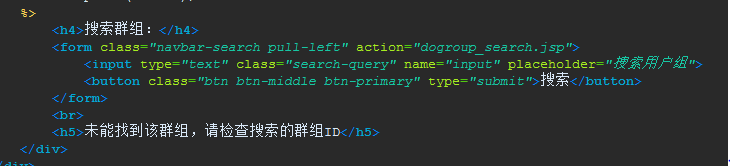 %>
<h4>搜索群组：</h4>
<form class="navbar-search pull-left" action="dogroup_search.jsp">
<input type="text" class="search-query" name="input" placeholder="搜索用户组">
<button class="btn btn-middle btn-primary" type="submit">搜索</button>
</form>
<br>
<h5>未能找到该群组，请检查搜索的群组ID</h5>
</div>
</div>